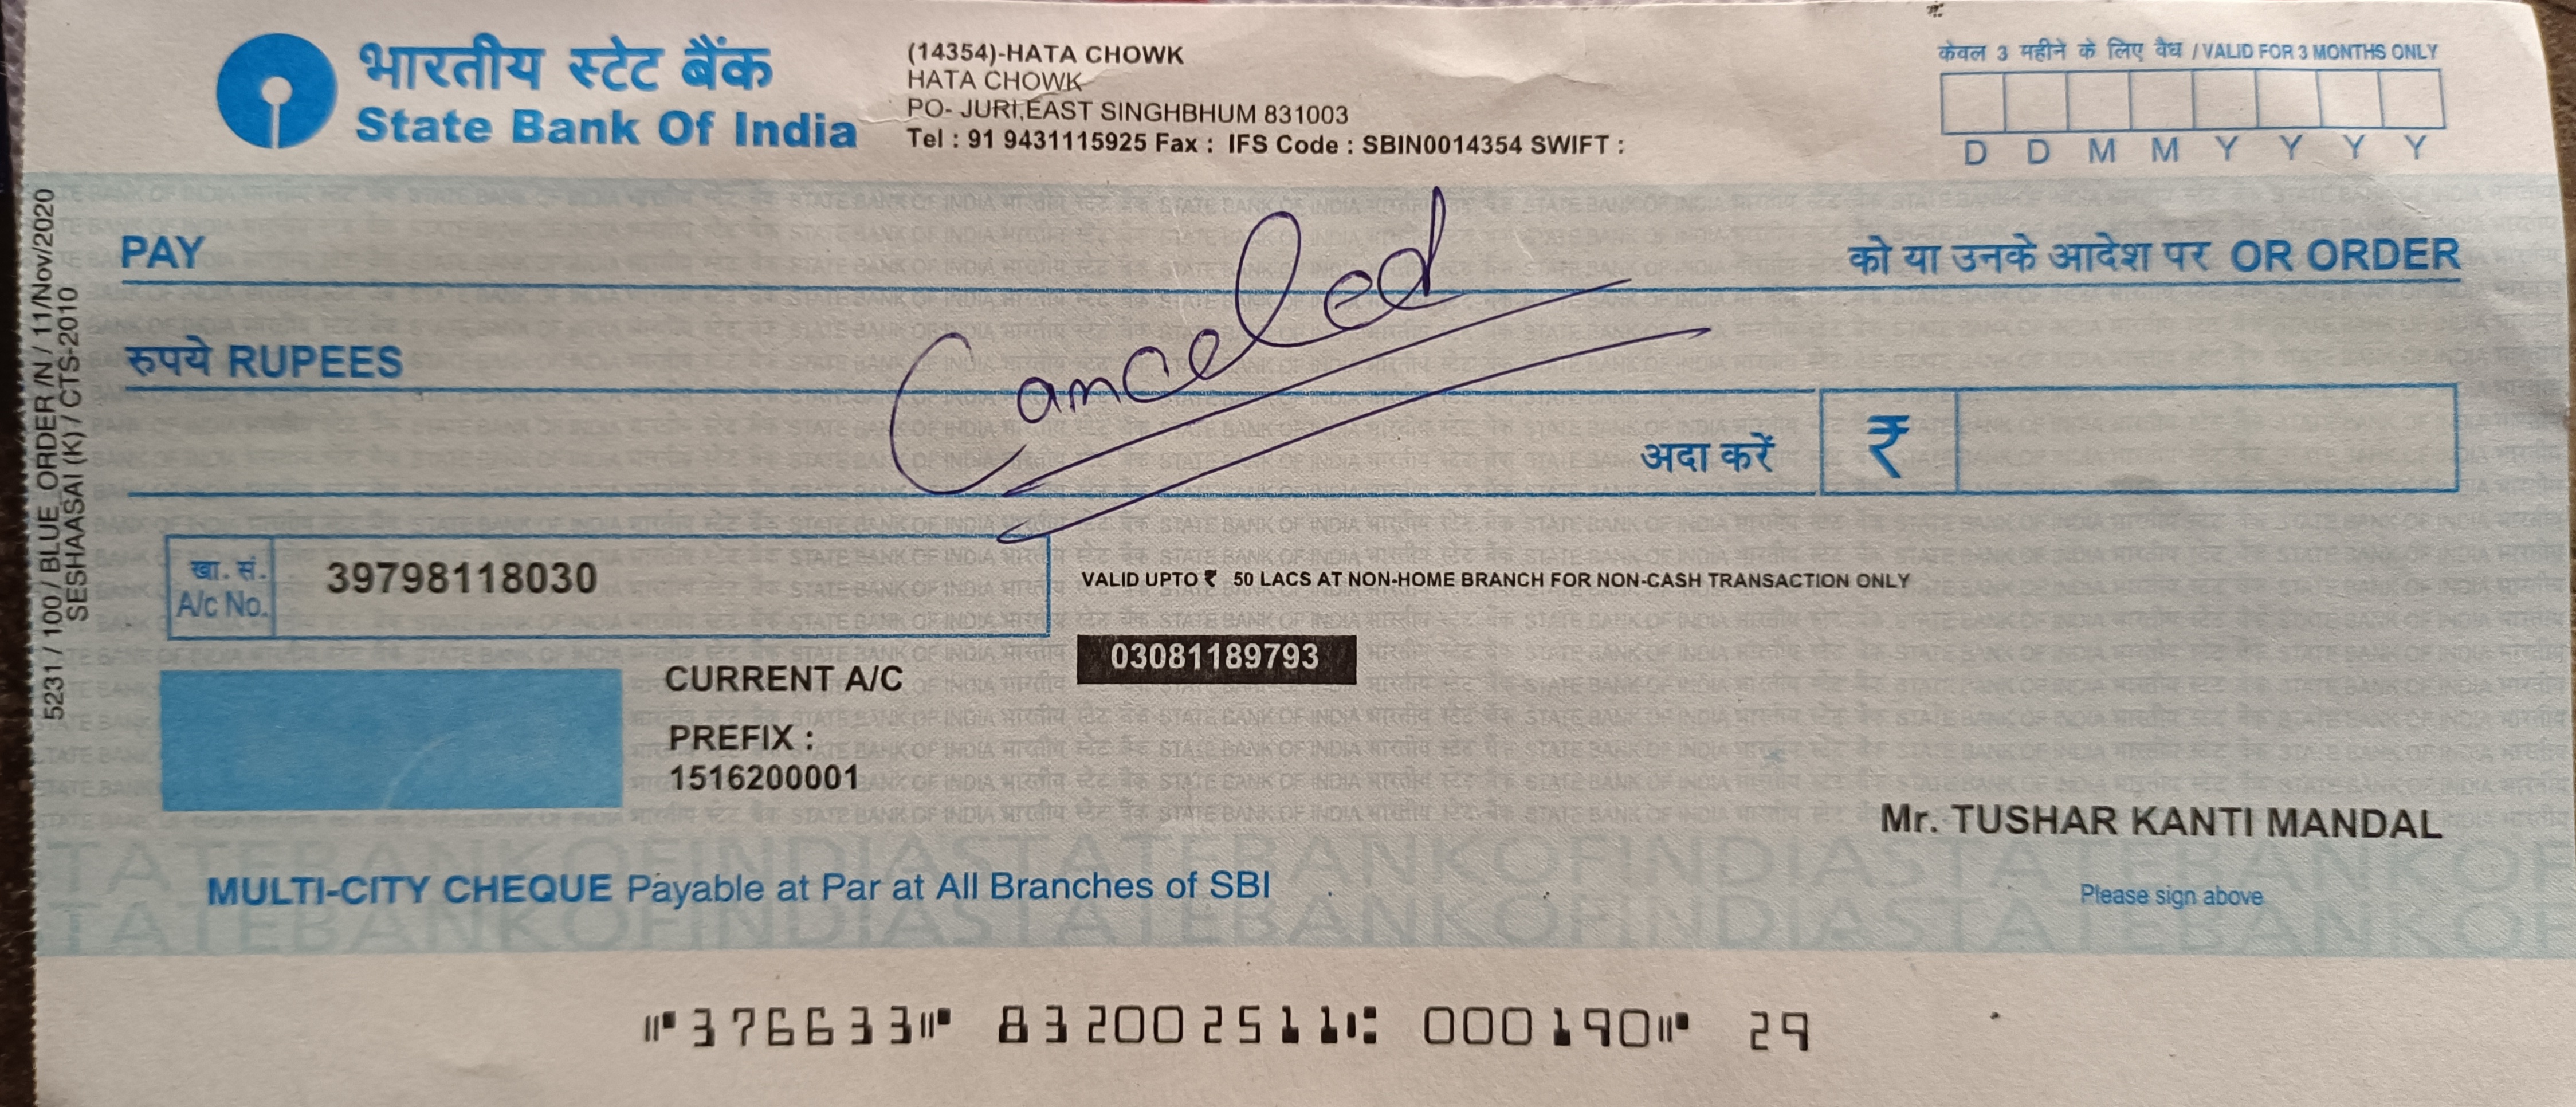 भारतीय स्टेट बैंक
State Bank Of India
(14354)-HATA CHOWK
HATA CHOWK
PO- JURI,EAST SINGHBHUM 831003
Tel : 91 9431115925 Fax : IFS Code : SBIN0014354 SWIFT :
केवल 3 महीने के लिए वैध / VALID FOR 3 MONTHS ONLY
D D M M Y Y Y Y
5231 / 100 / BLUE_ORDER /N / 11/Nov/2020
SESHAASAI (K) / CTS-2010
PAY
को या उनके आदेश पर OR ORDER
Canceled
रुपये RUPEES
अदा करें ₹
खा. सं.
A/c No.
39798118030
VALID UPTO ₹ 50 LACS AT NON-HOME BRANCH FOR NON-CASH TRANSACTION ONLY
03081189793
CURRENT A/C
PREFIX :
1516200001
Mr. TUSHAR KANTI MANDAL
MULTI-CITY CHEQUE Payable at Par at All Branches of SBI
Please sign above
⑈376633⑈ 832002511⑆ 000190⑈ 29